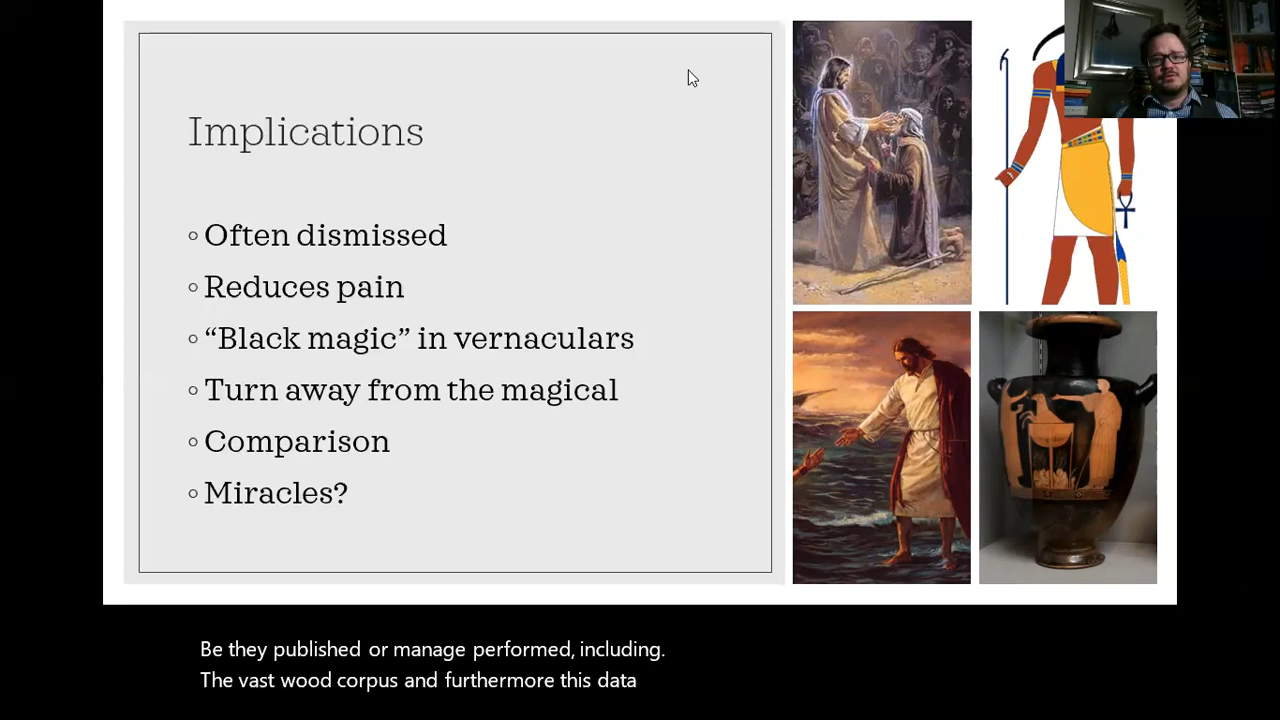 Implications
◦ Often dismissed
◦ Reduces pain
◦ “Black magic” in vernaculars
◦ Turn away from the magical
◦ Comparison
◦ Miracles?
Be they published or manage performed, including.
The vast wood corpus and furthermore this data